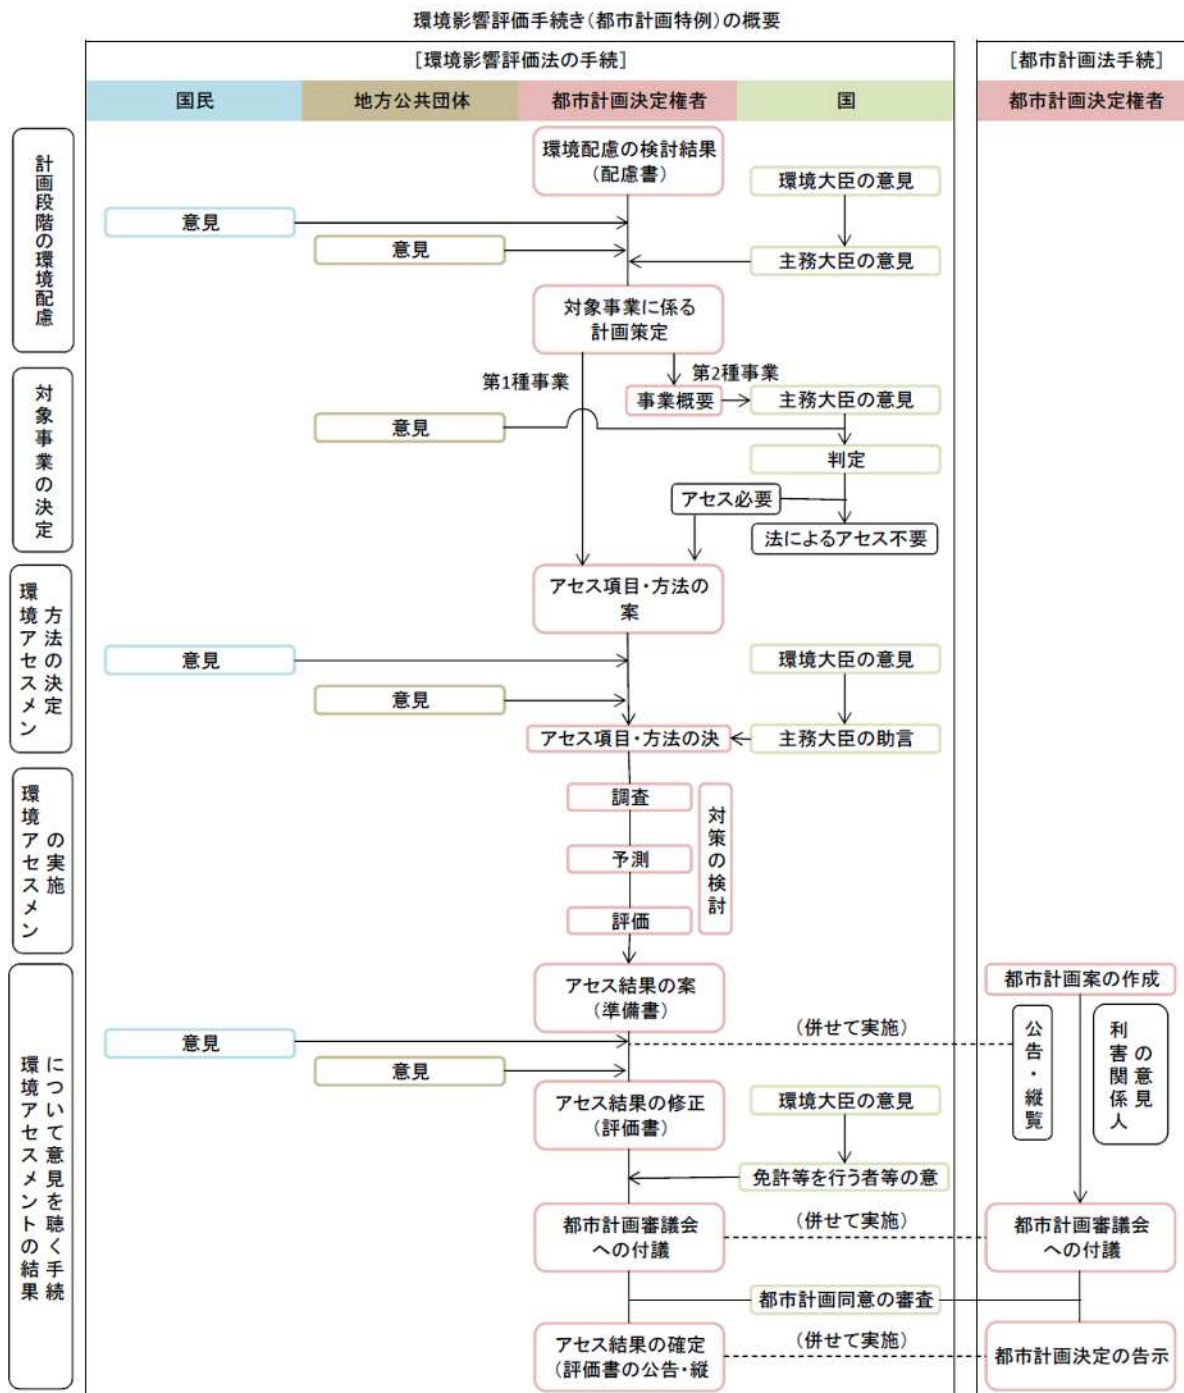 環境影響評価手続き(都市計画特例)の概要
[環境影響評価法の手続]
[都市計画法手続]
国民
地方公共団体
都市計画決定権者
国
都市計画決定権者
計画段階の環境配慮
環境配慮の検討結果
(配慮書)
環境大臣の意見
意見
意見
主務大臣の意見
対象事業に係る
計画策定
対象事業の決定
第1種事業
第2種事業
事業概要
主務大臣の意見
意見
判定
アセス必要
法によるアセス不要
環境アセスメン
方法の決定
アセス項目・方法の
案
意見
環境大臣の意見
意見
アセス項目・方法の決
主務大臣の助言
環境アセスメン
の実施
調査
予測
評価
対策の検討
環境アセスメントの結果
について意見を聴く手続
アセス結果の案
(準備書)
都市計画案の作成
意見
(併せて実施)
公告・縦覧
利害関係人
の意見
意見
アセス結果の修正
(評価書)
環境大臣の意見
免許等を行う者等の意
都市計画審議会
への付議
(併せて実施)
都市計画審議会
への付議
都市計画同意の審査
アセス結果の確定
(評価書の公告・縦
(併せて実施)
都市計画決定の告示